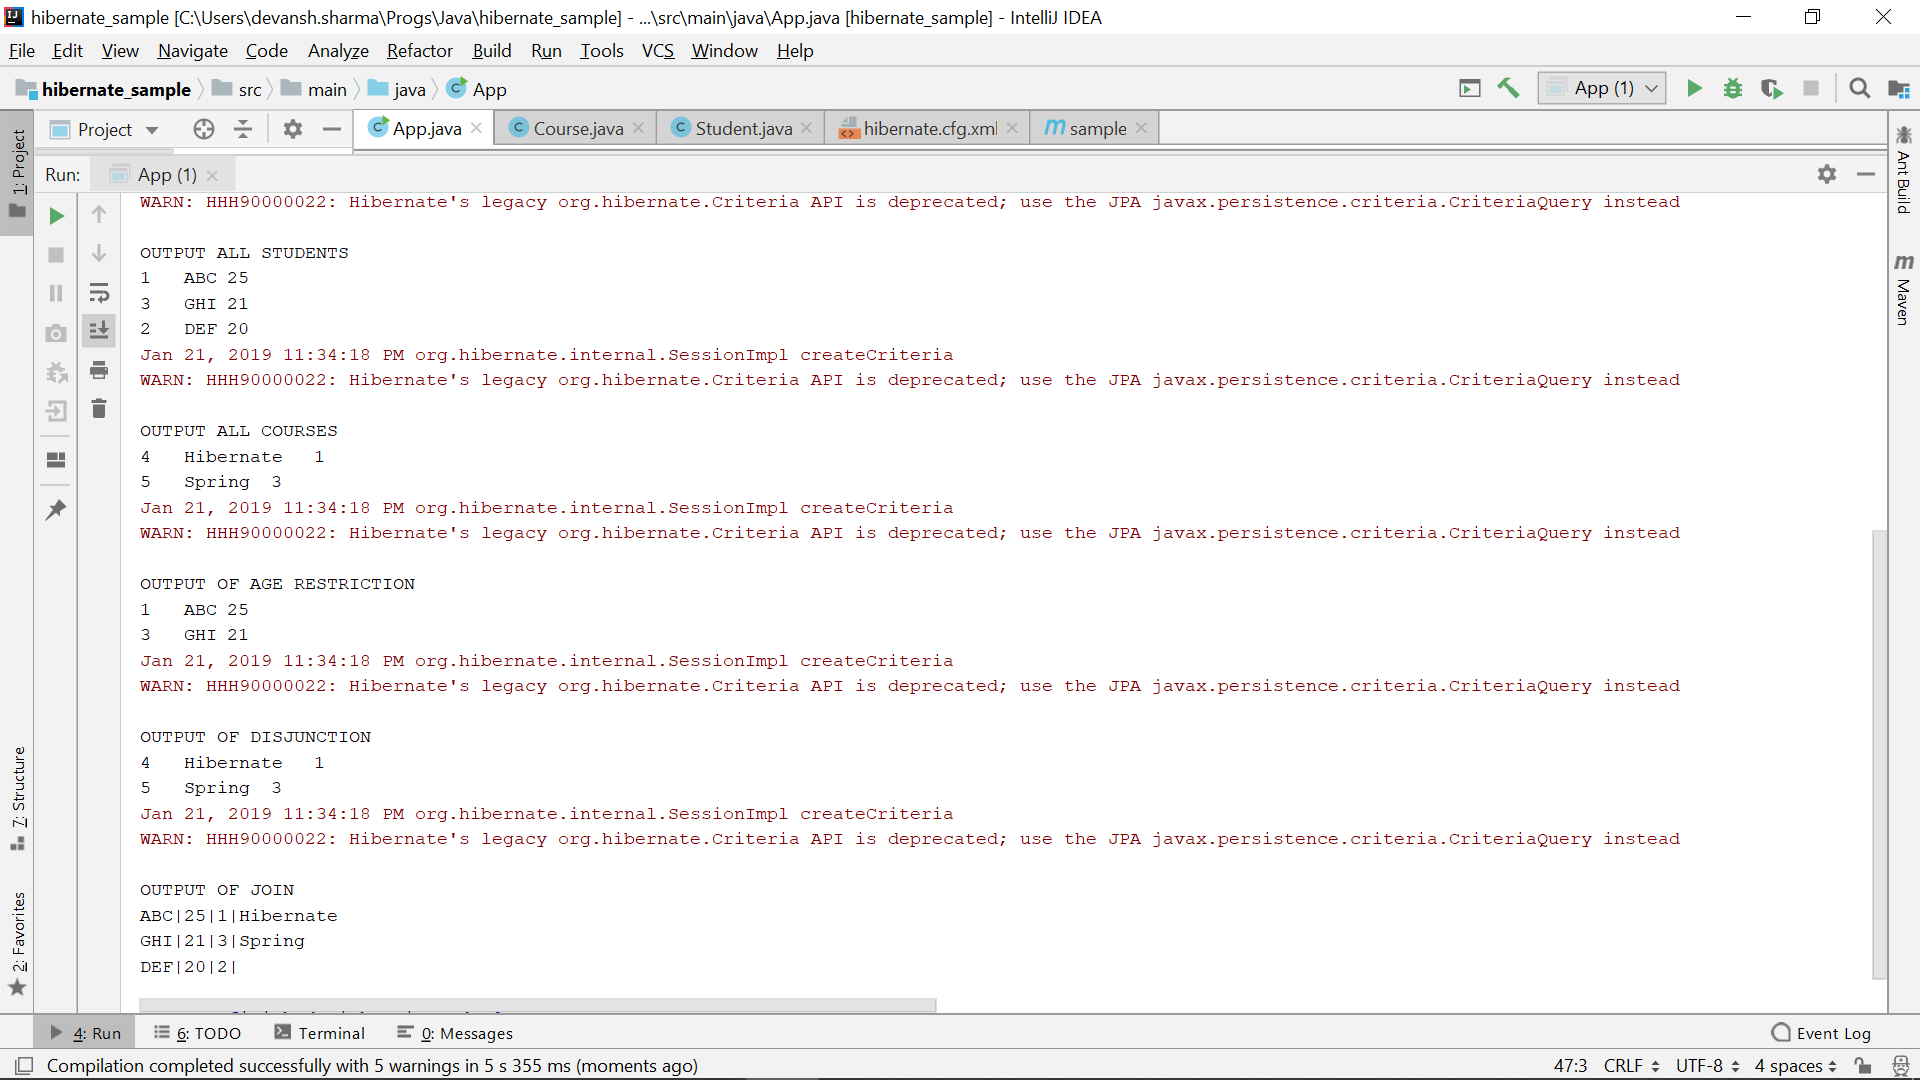 hibernate_sample [C:\Users\devansh.sharma\Progs\Java\hibernate_sample] - ...\src\main\java\App.java [hibernate_sample] - IntelliJ IDEA
File Edit View Navigate Code Analyze Refactor Build Run Tools VCS Window Help
hibernate_sample src main java App App (1)
Project App.java Course.java Student.java hibernate.cfg.xml sample
Run: App (1)
WARN: HHH90000022: Hibernate's legacy org.hibernate.Criteria API is deprecated; use the JPA javax.persistence.criteria.CriteriaQuery instead
OUTPUT ALL STUDENTS
1 ABC 25
3 GHI 21
2 DEF 20
Jan 21, 2019 11:34:18 PM org.hibernate.internal.SessionImpl createCriteria
WARN: HHH90000022: Hibernate's legacy org.hibernate.Criteria API is deprecated; use the JPA javax.persistence.criteria.CriteriaQuery instead
OUTPUT ALL COURSES
4 Hibernate 1
5 Spring 3
Jan 21, 2019 11:34:18 PM org.hibernate.internal.SessionImpl createCriteria
WARN: HHH90000022: Hibernate's legacy org.hibernate.Criteria API is deprecated; use the JPA javax.persistence.criteria.CriteriaQuery instead
OUTPUT OF AGE RESTRICTION
1 ABC 25
3 GHI 21
Jan 21, 2019 11:34:18 PM org.hibernate.internal.SessionImpl createCriteria
WARN: HHH90000022: Hibernate's legacy org.hibernate.Criteria API is deprecated; use the JPA javax.persistence.criteria.CriteriaQuery instead
OUTPUT OF DISJUNCTION
4 Hibernate 1
5 Spring 3
Jan 21, 2019 11:34:18 PM org.hibernate.internal.SessionImpl createCriteria
WARN: HHH90000022: Hibernate's legacy org.hibernate.Criteria API is deprecated; use the JPA javax.persistence.criteria.CriteriaQuery instead
OUTPUT OF JOIN
ABC|25|1|Hibernate
GHI|21|3|Spring
DEF|20|2|
1: Project
7: Structure
2: Favorites
Ant Build
m Maven
4: Run 6: TODO Terminal 0: Messages Event Log
Compilation completed successfully with 5 warnings in 5 s 355 ms (moments ago) 47:3 CRLF UTF-8 4 spaces